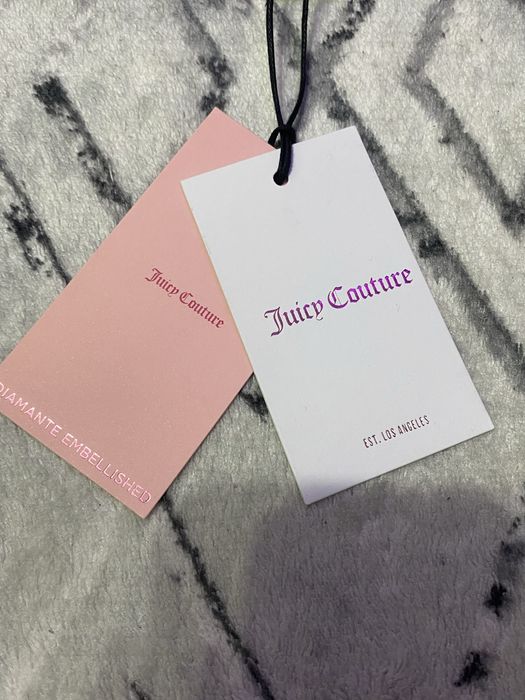 Juicy Couture
DIAMANTE EMBELLISHED
Juicy Couture
EST. LOS ANGELES